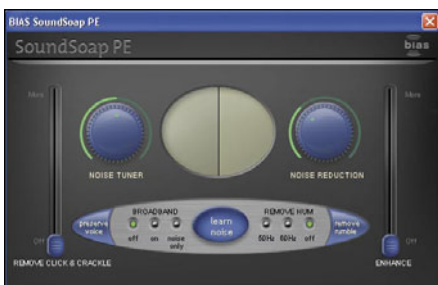 BIAS SoundSoap PE
SoundSoap PE
bias
More
More
NOISE TUNER
NOISE REDUCTION
BROADBAND
REMOVE HUM
preserve voice
learn noise
remove rumble
off on noise only
50Hz 60Hz off
Off
Off
REMOVE CLICK & CRACKLE
ENHANCE